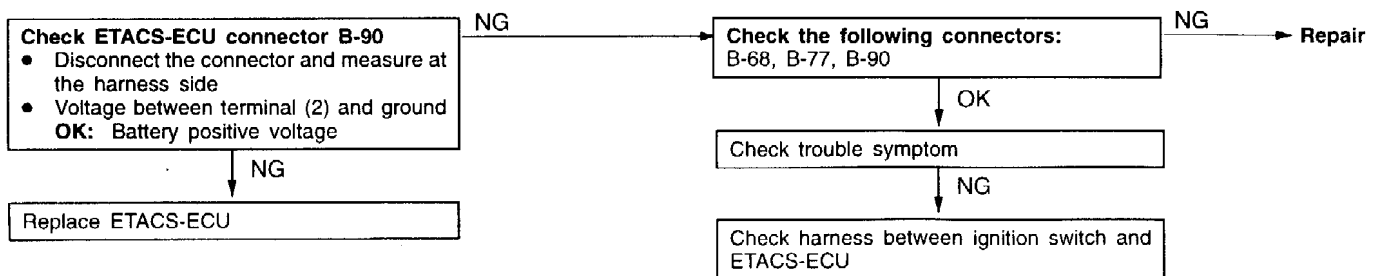 Check ETACS-ECU connector B-90
● Disconnect the connector and measure at
the harness side
● Voltage between terminal (2) and ground
OK: Battery positive voltage
NG
Replace ETACS-ECU
NG
Check the following connectors:
B-68, B-77, B-90
NG
Repair
OK
Check trouble symptom
NG
Check harness between ignition switch and
ETACS-ECU